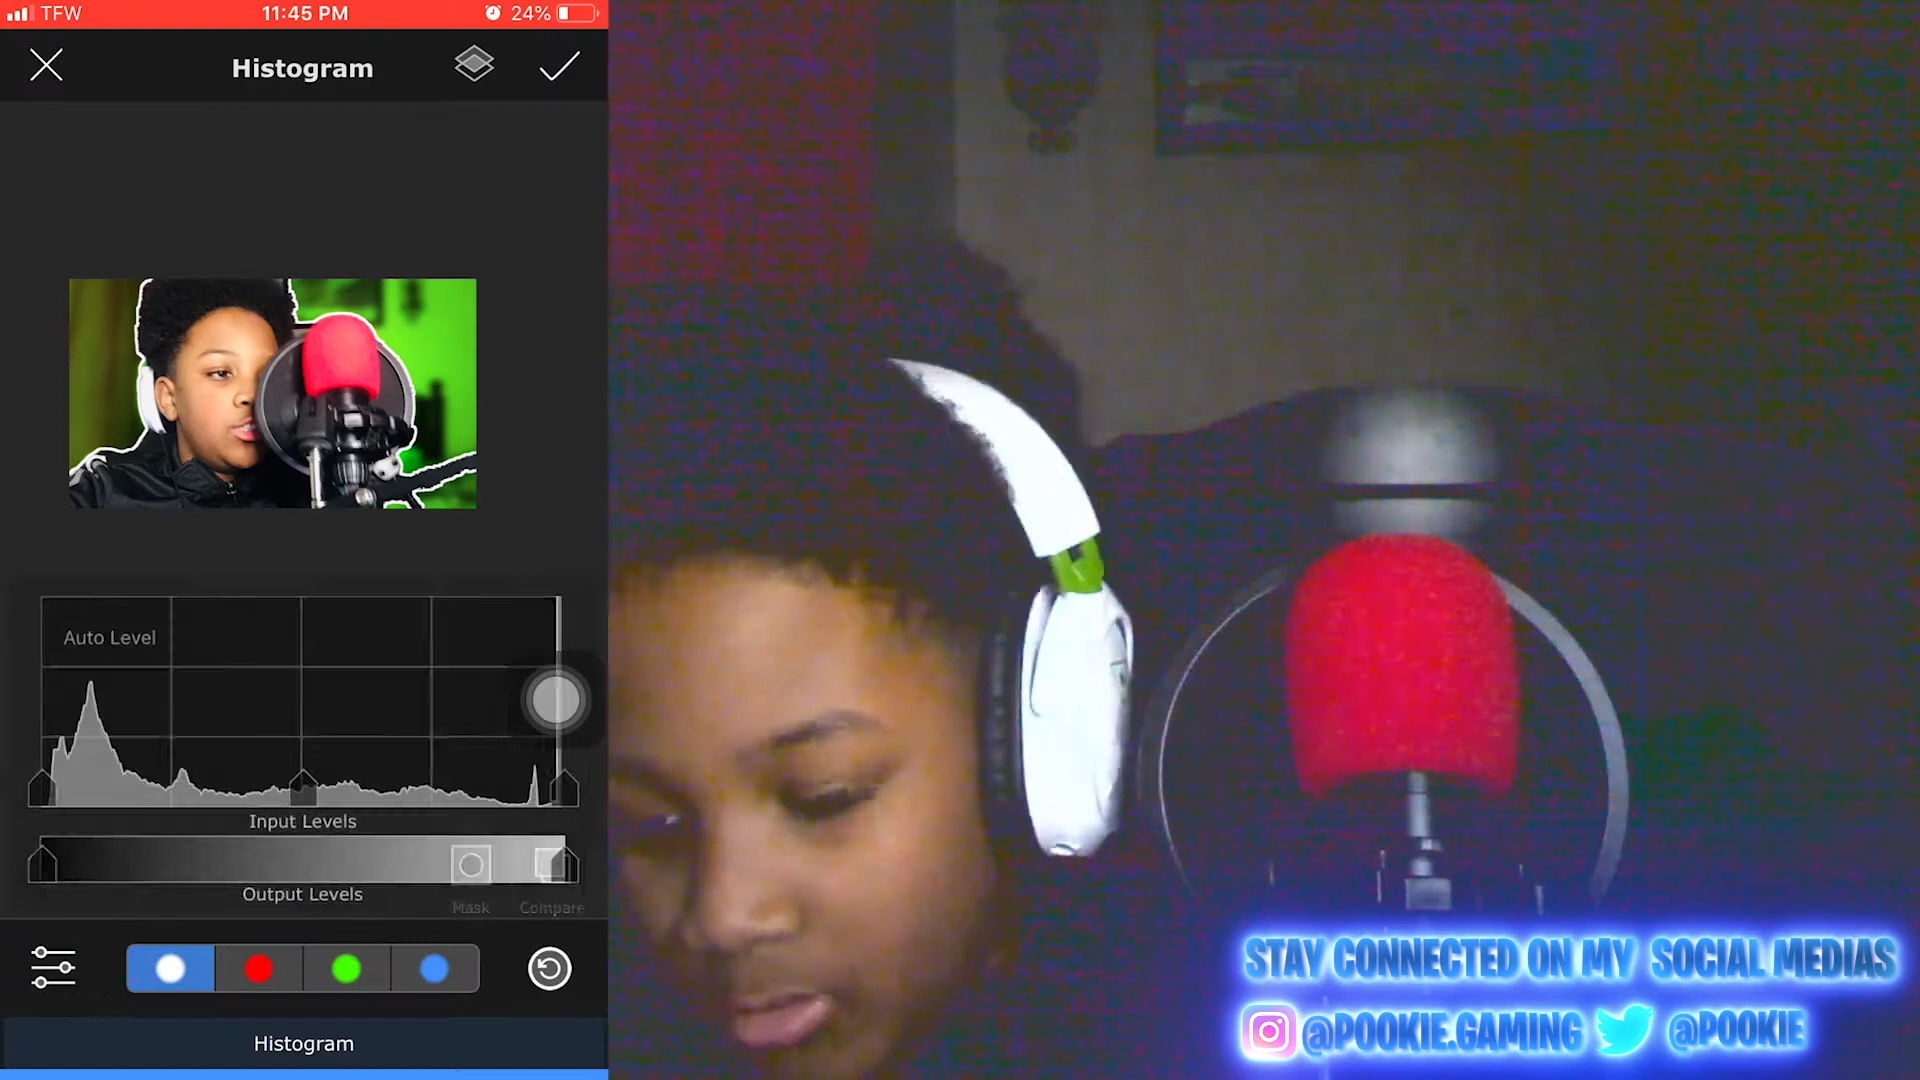 TFW 11:45 PM 24%
Histogram
Auto Level
Input Levels
Output Levels
Mask Compare
Histogram
STAY CONNECTED ON MY SOCIAL MEDIAS
@POOKIE.GAMING @POOKIE